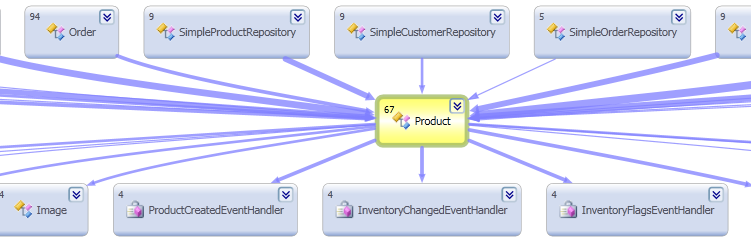 94
Order
9
SimpleProductRepository
9
SimpleCustomerRepository
5
SimpleOrderRepository
9
67
Product
4
Image
4
ProductCreatedEventHandler
4
InventoryChangedEventHandler
4
InventoryFlagsEventHandler